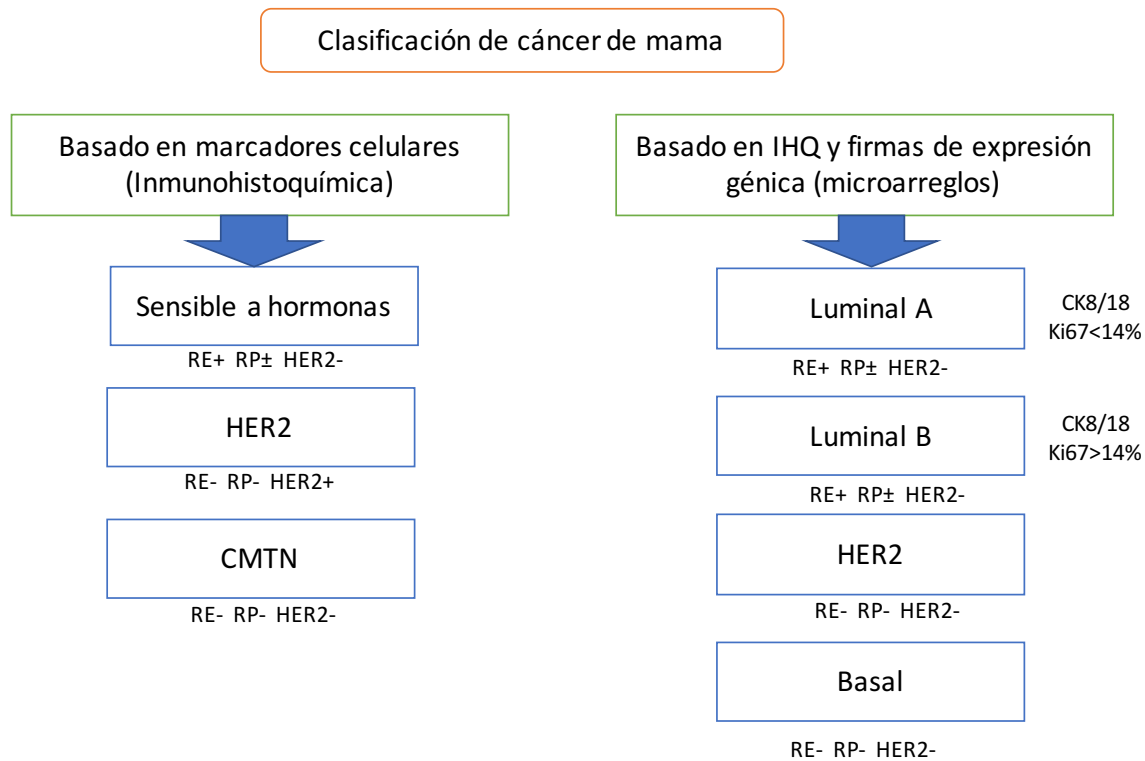 Clasificación de cáncer de mama
Basado en marcadores celulares
(Inmunohistoquímica)
Sensible a hormonas
RE+ RP± HER2-
HER2
RE- RP- HER2+
CMTN
RE- RP- HER2-
Basado en IHQ y firmas de expresión
génica (microarreglos)
Luminal A
CK8/18
Ki67<14%
RE+ RP± HER2-
Luminal B
CK8/18
Ki67>14%
RE+ RP± HER2-
HER2
RE- RP- HER2-
Basal
RE- RP- HER2-